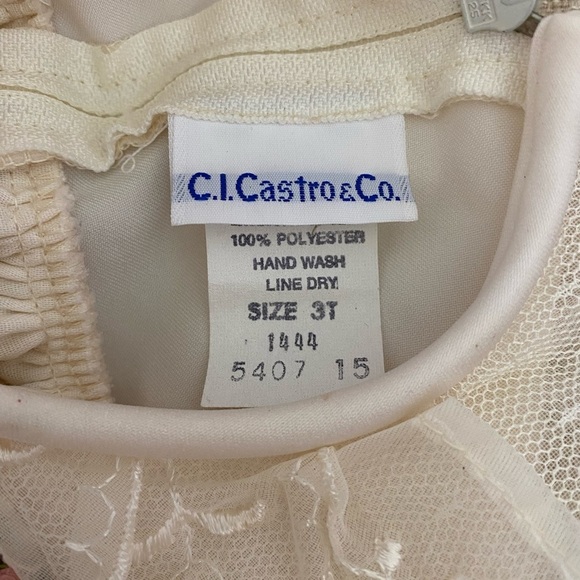 C.I.Castro&Co.
100% POLYESTER
HAND WASH
LINE DRY
SIZE 3T
1444
5407 15